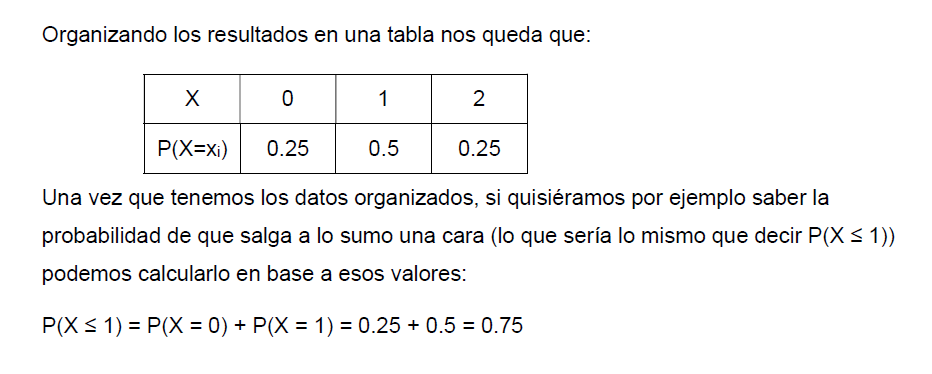 Organizando los resultados en una tabla nos queda que:
X 0 1 2
P(X=xᵢ) 0.25 0.5 0.25
Una vez que tenemos los datos organizados, si quisiéramos por ejemplo saber la
probabilidad de que salga a lo sumo una cara (lo que sería lo mismo que decir P(X ≤ 1))
podemos calcularlo en base a esos valores:
P(X ≤ 1) = P(X = 0) + P(X = 1) = 0.25 + 0.5 = 0.75